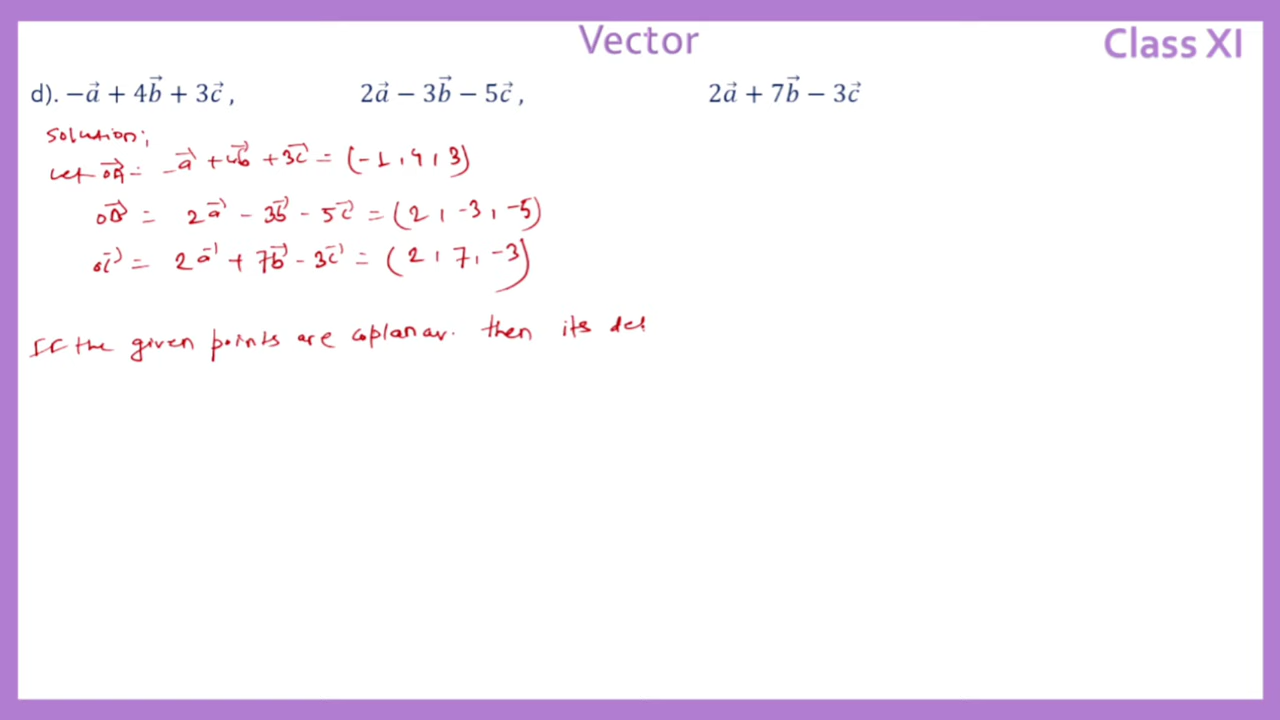 Vector
Class XI
d). −a⃗ + 4b⃗ + 3c⃗ , 2a⃗ − 3b⃗ − 5c⃗ , 2a⃗ + 7b⃗ − 3c⃗
Solution;
Let OA⃗ = −a⃗ + 4b⃗ + 3c⃗ = (-1, 4, 3)
OB⃗ = 2a⃗ − 3b⃗ − 5c⃗ = (2, -3, -5)
OC⃗ = 2a⃗ + 7b⃗ − 3c⃗ = (2, 7, -3)
If the given points are coplanar. then its det